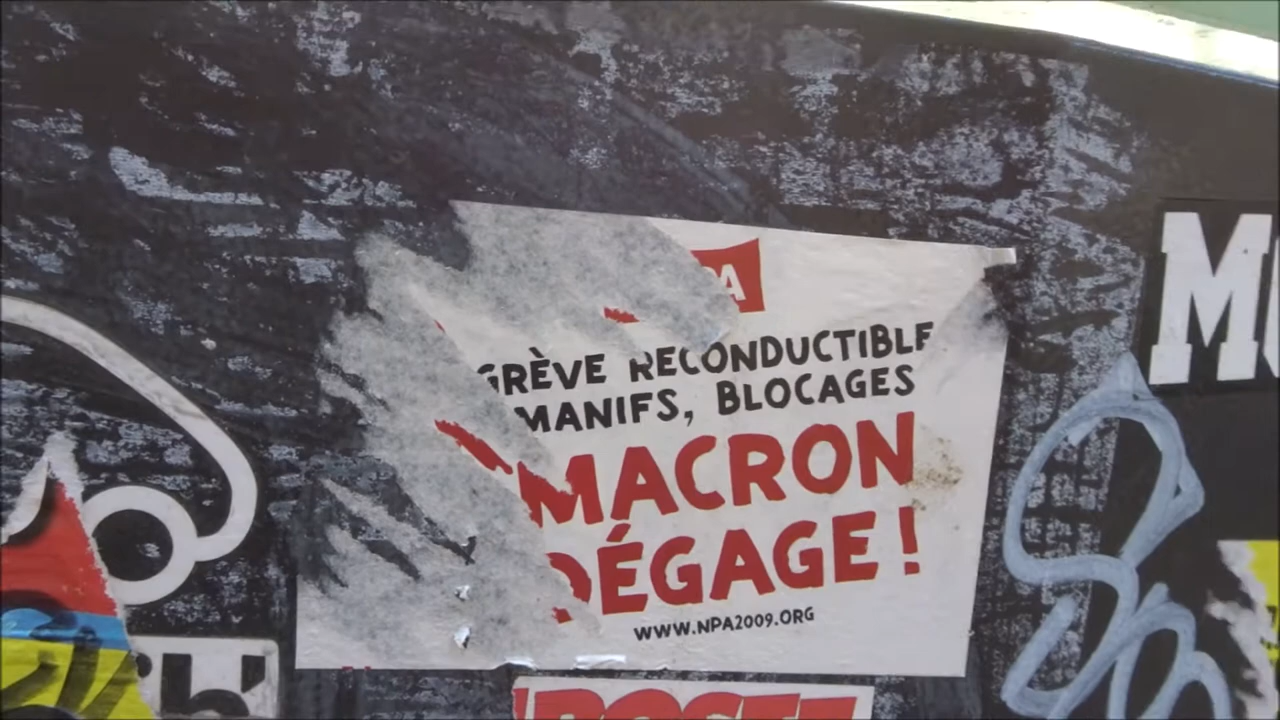 GRÈVE RECONDUCTIBLE
MANIFS, BLOCAGES
MACRON
DÉGAGE !
WWW.NPA2009.ORG